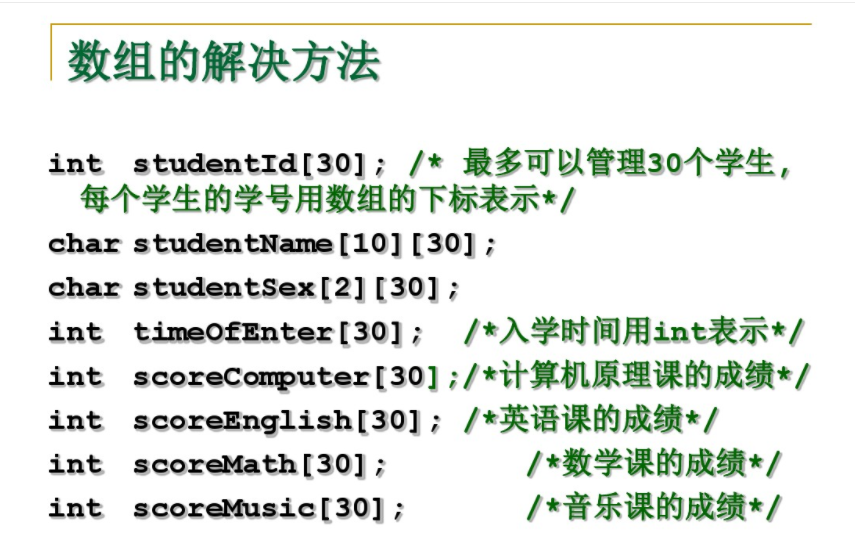 数组的解决方法
int studentId[30]; /* 最多可以管理30个学生,
每个学生的学号用数组的下标表示*/
char studentName[10][30];
char studentSex[2][30];
int timeOfEnter[30]; /*入学时间用int表示*/
int scoreComputer[30];/*计算机原理课的成绩*/
int scoreEnglish[30]; /*英语课的成绩*/
int scoreMath[30]; /*数学课的成绩*/
int scoreMusic[30]; /*音乐课的成绩*/